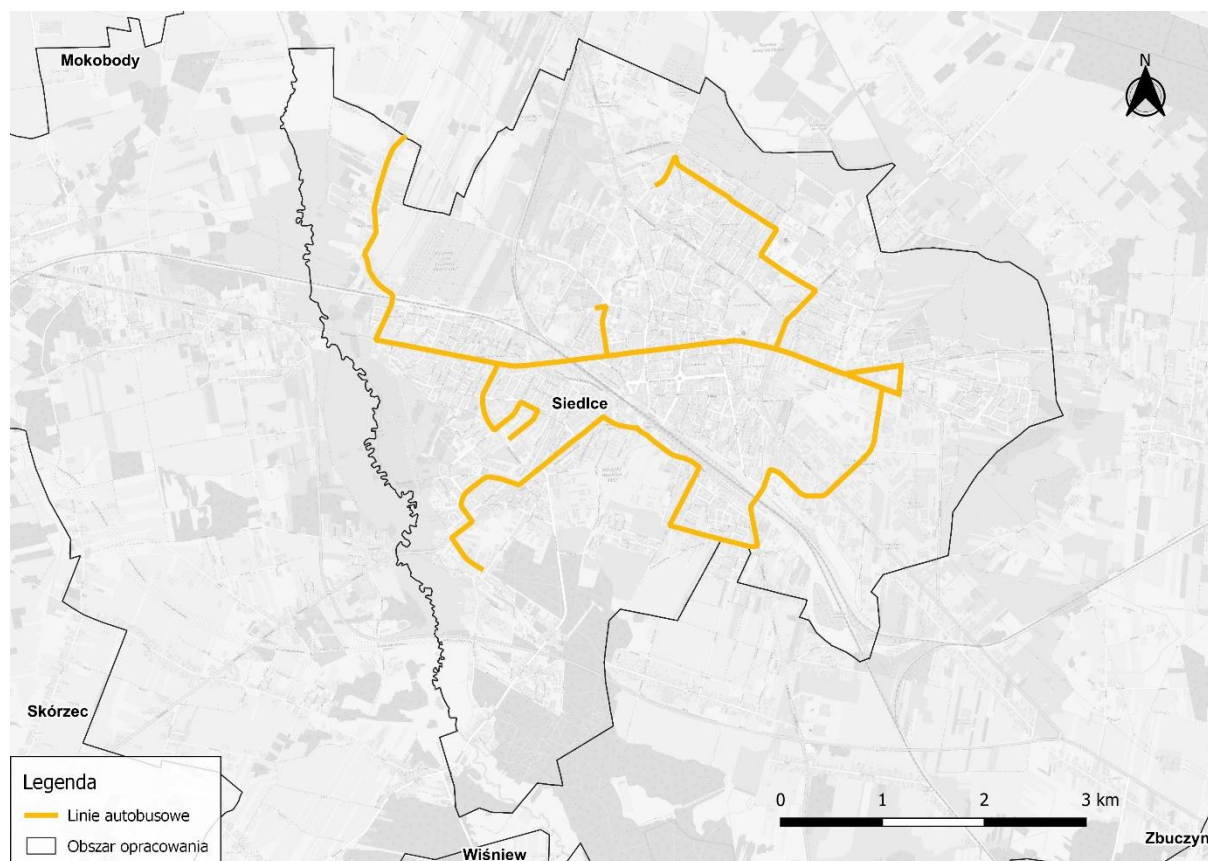 Mokobody
N
Siedlce
Skórzec
Legenda
Linie autobusowe
Obszar opracowania
0 1 2 3 km
Wiśniew
Zbuczyn